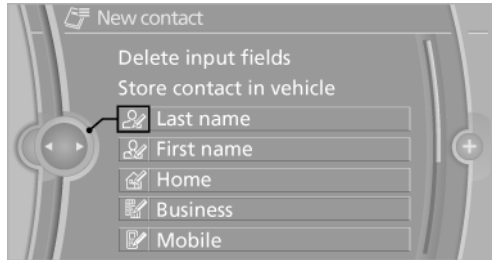 New contact
Delete input fields
Store contact in vehicle
Last name
First name
Home
Business
Mobile